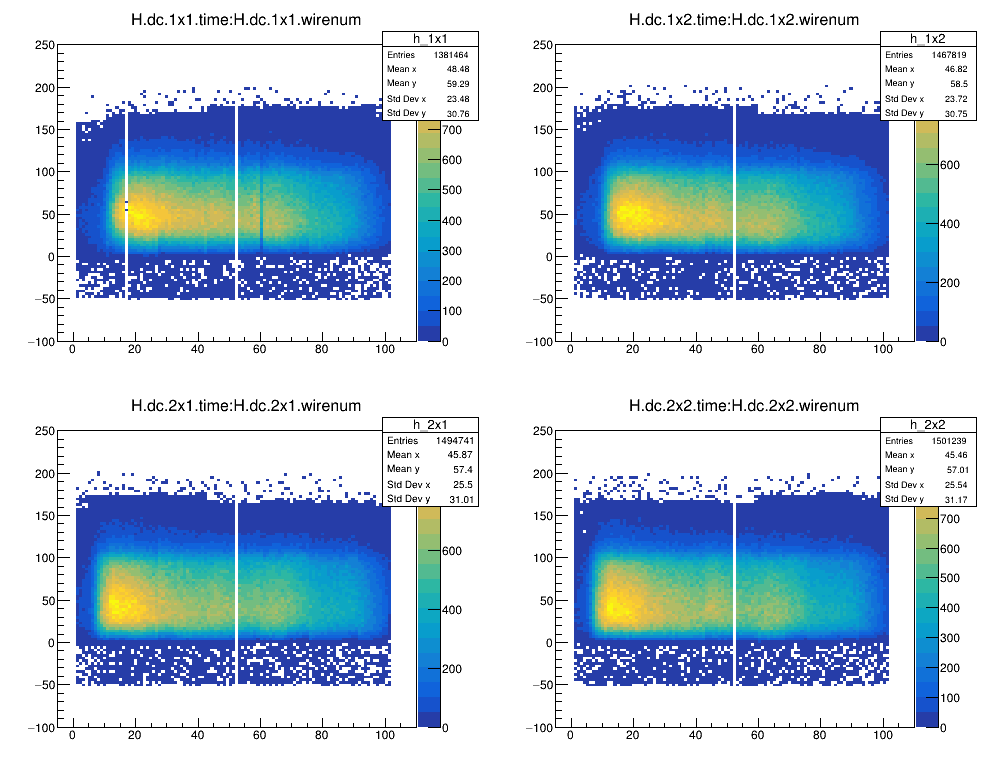 H.dc.1x1.time:H.dc.1x1.wirenum
h_1x1
Entries 1381464
Mean x 48.48
Mean y 59.29
Std Dev x 23.48
Std Dev y 30.76
250
200
150
100
50
0
−50
−100
0 20 40 60 80 100
700
600
500
400
300
200
100
0
H.dc.1x2.time:H.dc.1x2.wirenum
h_1x2
Entries 1467819
Mean x 46.82
Mean y 58.5
Std Dev x 23.72
Std Dev y 30.75
250
200
150
100
50
0
−50
−100
0 20 40 60 80 100
600
400
200
0
H.dc.2x1.time:H.dc.2x1.wirenum
h_2x1
Entries 1494741
Mean x 45.87
Mean y 57.4
Std Dev x 25.5
Std Dev y 31.01
250
200
150
100
50
0
−50
−100
0 20 40 60 80 100
600
400
200
0
H.dc.2x2.time:H.dc.2x2.wirenum
h_2x2
Entries 1501239
Mean x 45.46
Mean y 57.01
Std Dev x 25.54
Std Dev y 31.17
250
200
150
100
50
0
−50
−100
0 20 40 60 80 100
700
600
500
400
300
200
100
0